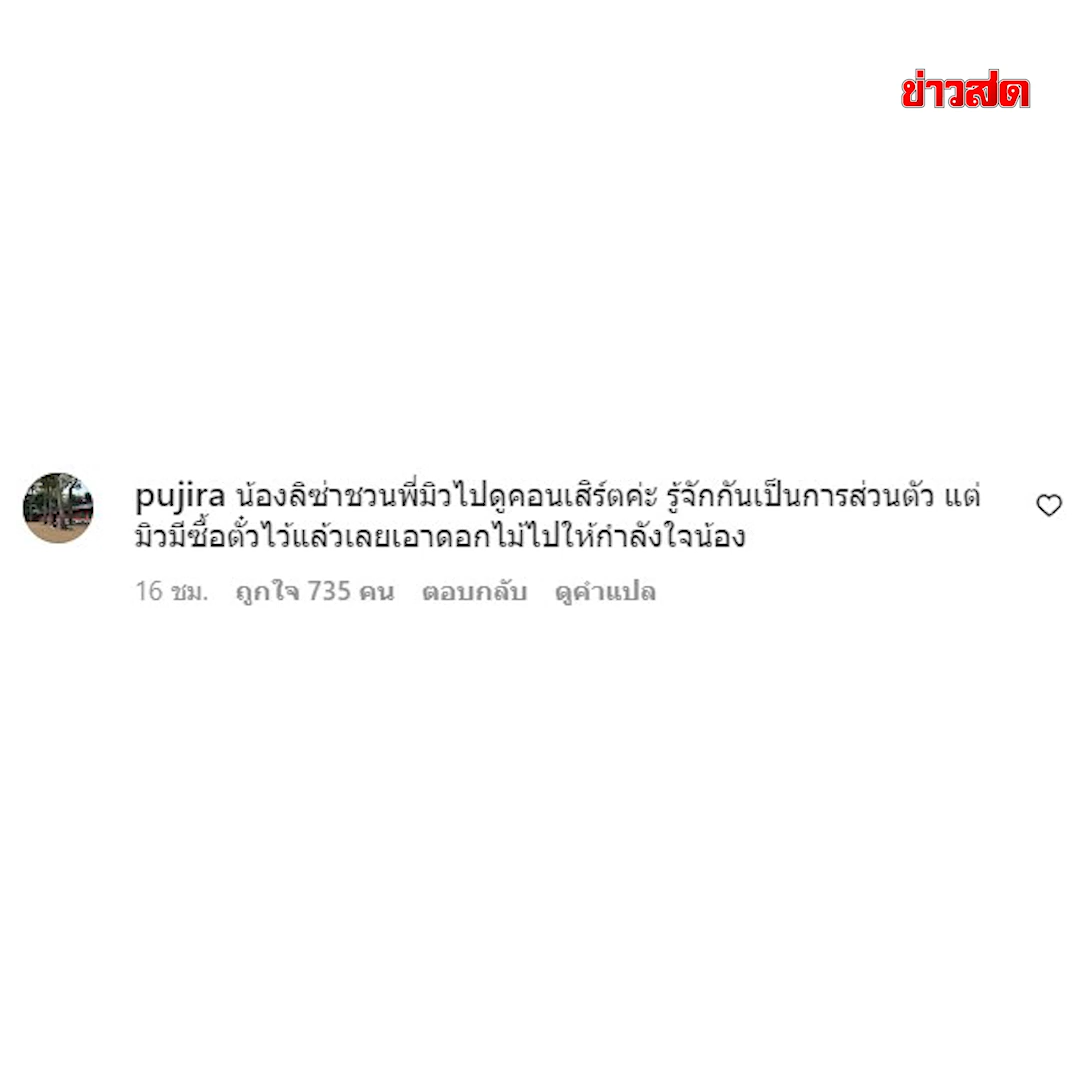 ข่าวสด
pujira น้องลิซ่าชวนพี่มิวไปดูคอนเสิร์ตค่ะ รู้จักกันเป็นการส่วนตัว แต่
มิวมีซื้อตั๋วไว้แล้วเลยเอาดอกไม้ไปให้กำลังใจน้อง
16 ชม. ถูกใจ 735 คน ตอบกลับ ดูคำแปล